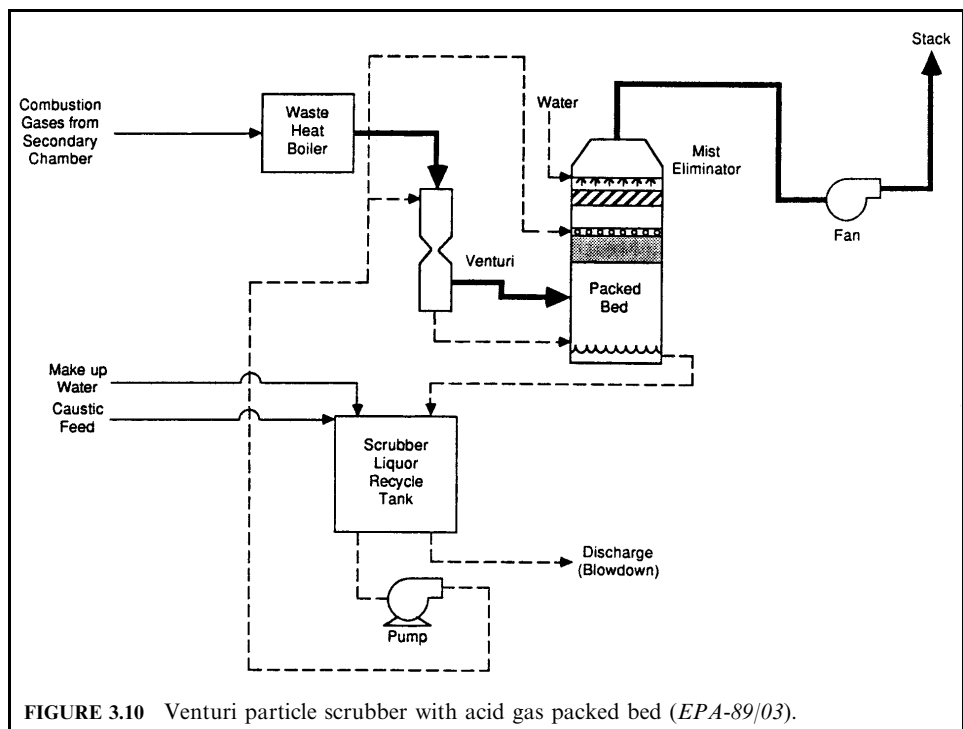 Stack
Combustion
Gases from
Secondary
Chamber
Waste
Heat
Boiler
Water
Mist
Eliminator
Fan
Venturi
Packed
Bed
Make up
Water
Caustic
Feed
Scrubber
Liquor
Recycle
Tank
Discharge
(Blowdown)
Pump
FIGURE 3.10 Venturi particle scrubber with acid gas packed bed (EPA-89/03).